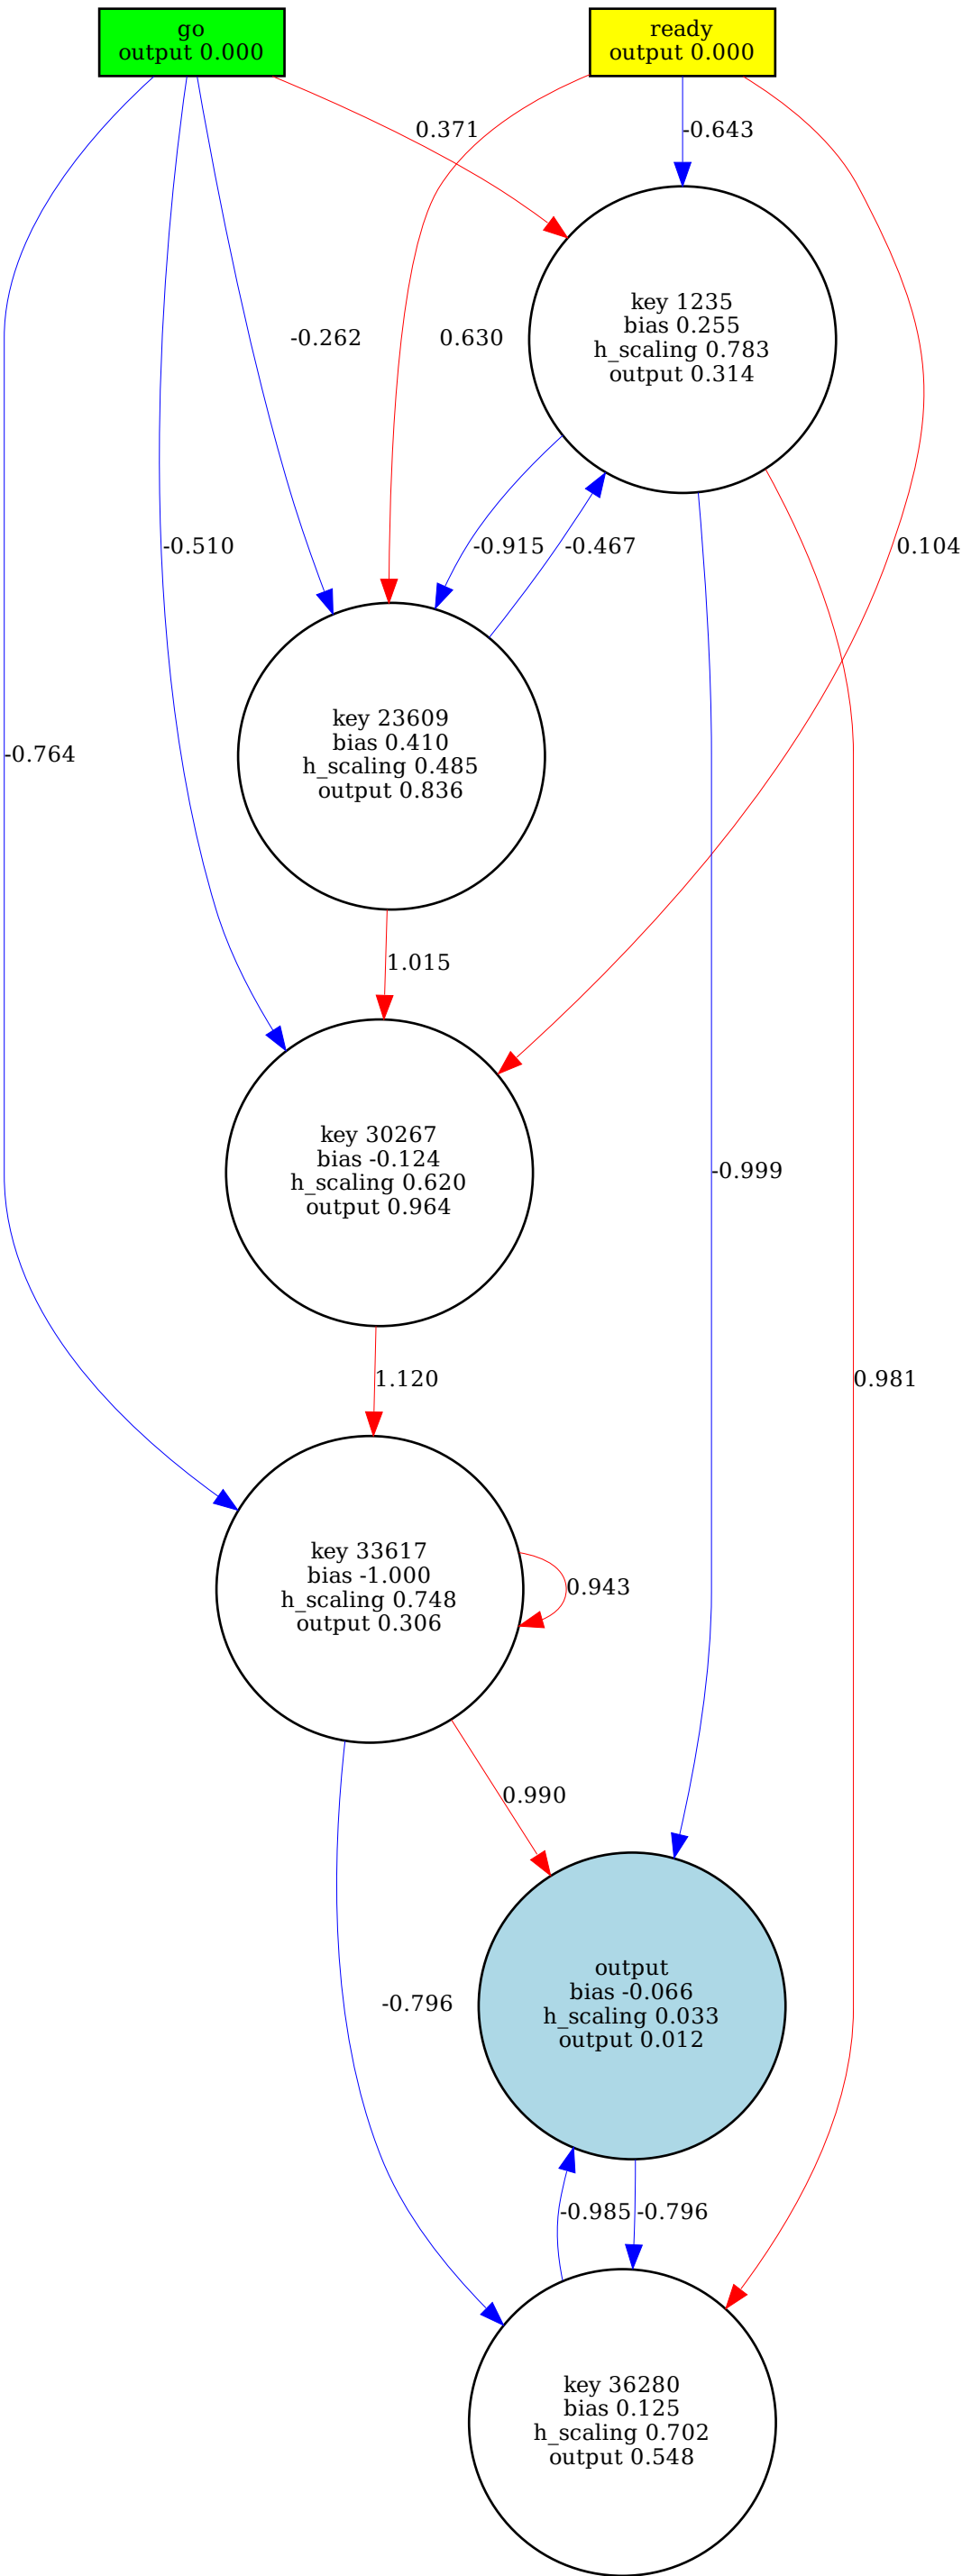 go
output 0.000
ready
output 0.000
0.371
-0.643
key 1235
bias 0.255
h_scaling 0.783
output 0.314
-0.262
0.630
-0.510
-0.915
-0.467
0.104
key 23609
bias 0.410
h_scaling 0.485
output 0.836
-0.764
1.015
key 30267
bias -0.124
h_scaling 0.620
output 0.964
-0.999
1.120
0.981
key 33617
bias -1.000
h_scaling 0.748
output 0.306
0.943
0.990
output
bias -0.066
h_scaling 0.033
output 0.012
-0.796
-0.985
-0.796
key 36280
bias 0.125
h_scaling 0.702
output 0.548